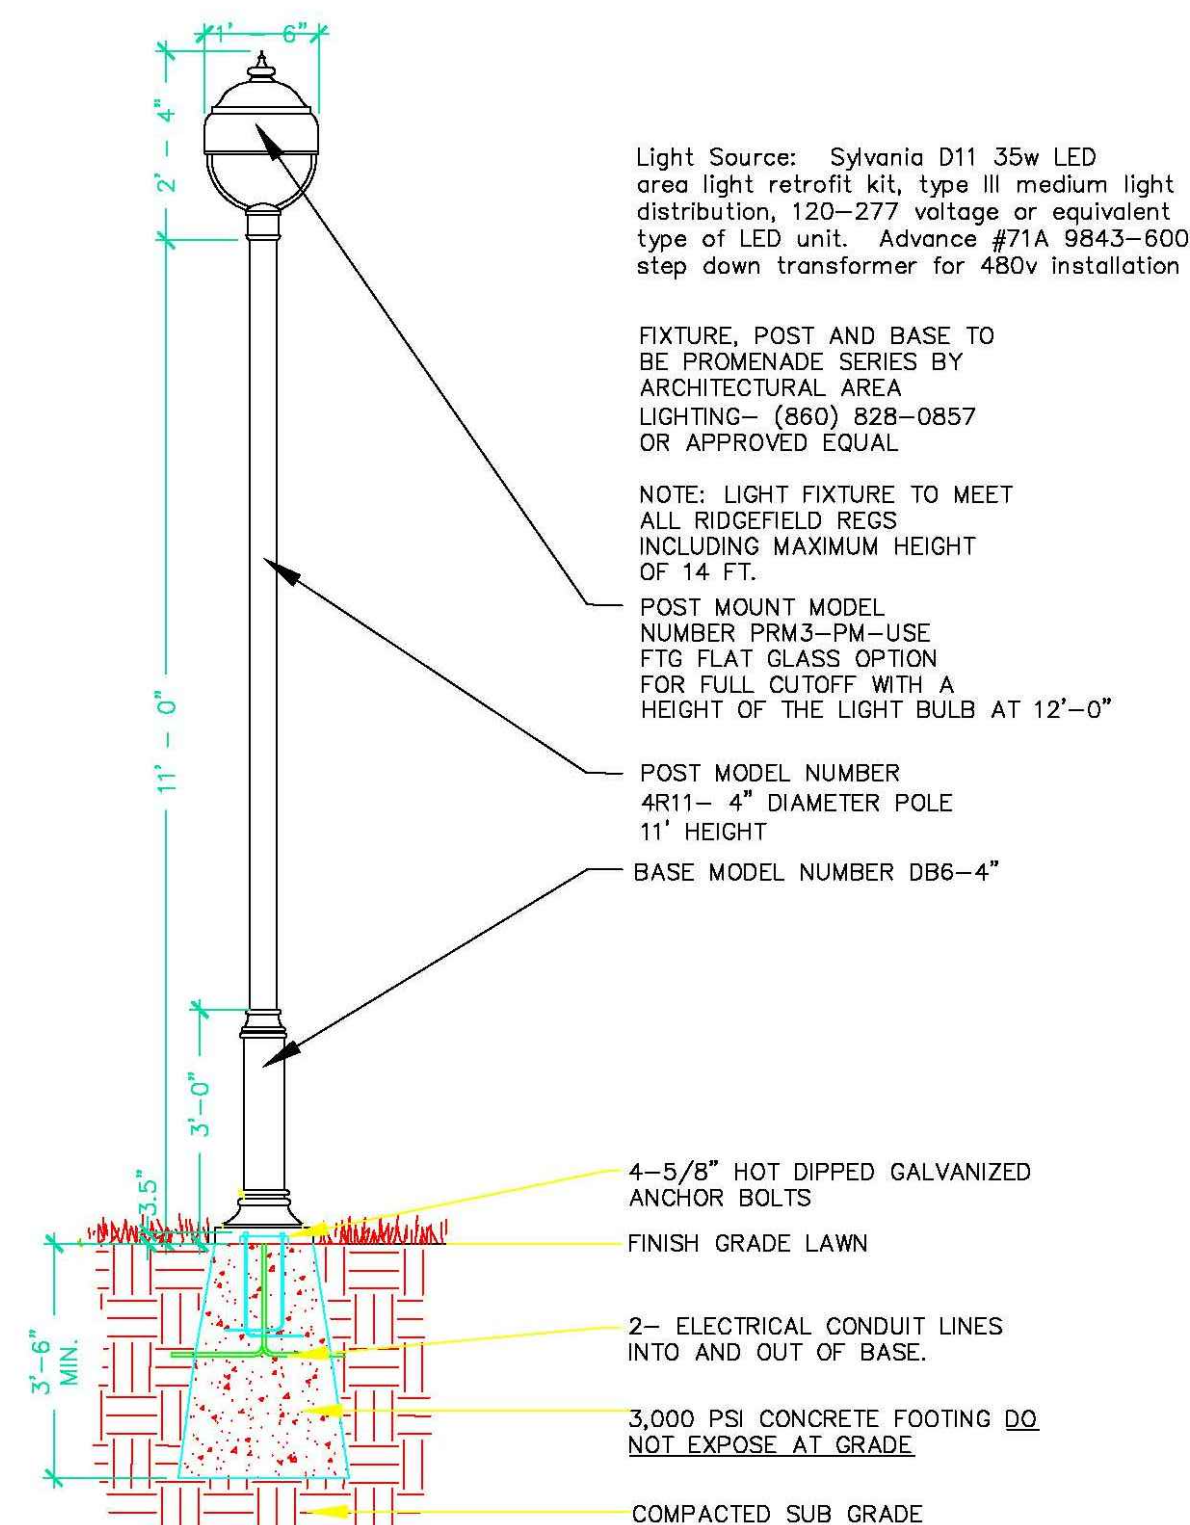 1' - 6"
2' - 4"
Light Source:  Sylvania D11 35w LED
area light retrofit kit, type III medium light
distribution, 120-277 voltage or equivalent
type of LED unit.  Advance #71A 9843-600
step down transformer for 480v installation
FIXTURE, POST AND BASE TO
BE PROMENADE SERIES BY
ARCHITECTURAL AREA
LIGHTING- (860) 828-0857
OR APPROVED EQUAL
NOTE: LIGHT FIXTURE TO MEET
ALL RIDGEFIELD REGS
INCLUDING MAXIMUM HEIGHT
OF 14 FT.
POST MOUNT MODEL
NUMBER PRM3-PM-USE
FTG FLAT GLASS OPTION
FOR FULL CUTOFF WITH A
HEIGHT OF THE LIGHT BULB AT 12'-0"
11' - 0"
POST MODEL NUMBER
4R11- 4" DIAMETER POLE
11' HEIGHT
BASE MODEL NUMBER DB6-4"
3'-0"
3.5"
4-5/8" HOT DIPPED GALVANIZED
ANCHOR BOLTS
FINISH GRADE LAWN
2- ELECTRICAL CONDUIT LINES
INTO AND OUT OF BASE.
3'-6"
MIN.
3,000 PSI CONCRETE FOOTING DO
NOT EXPOSE AT GRADE
COMPACTED SUB GRADE